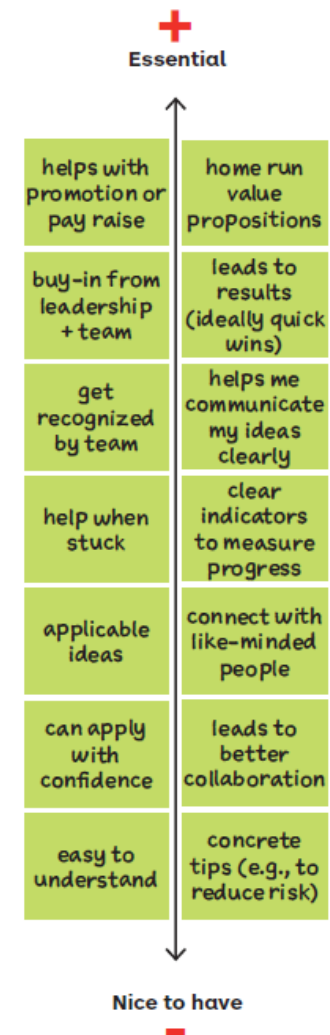 +
Essential
helps with
promotion or
pay raise
home run
value
propositions
buy-in from
leadership
+ team
leads to
results
(ideally quick
wins)
get
recognized
by team
helps me
communicate
my ideas
clearly
help when
stuck
clear
indicators
to measure
progress
applicable
ideas
connect with
like-minded
people
can apply
with
confidence
leads to
better
collaboration
easy to
understand
concrete
tips (e.g., to
reduce risk)
Nice to have